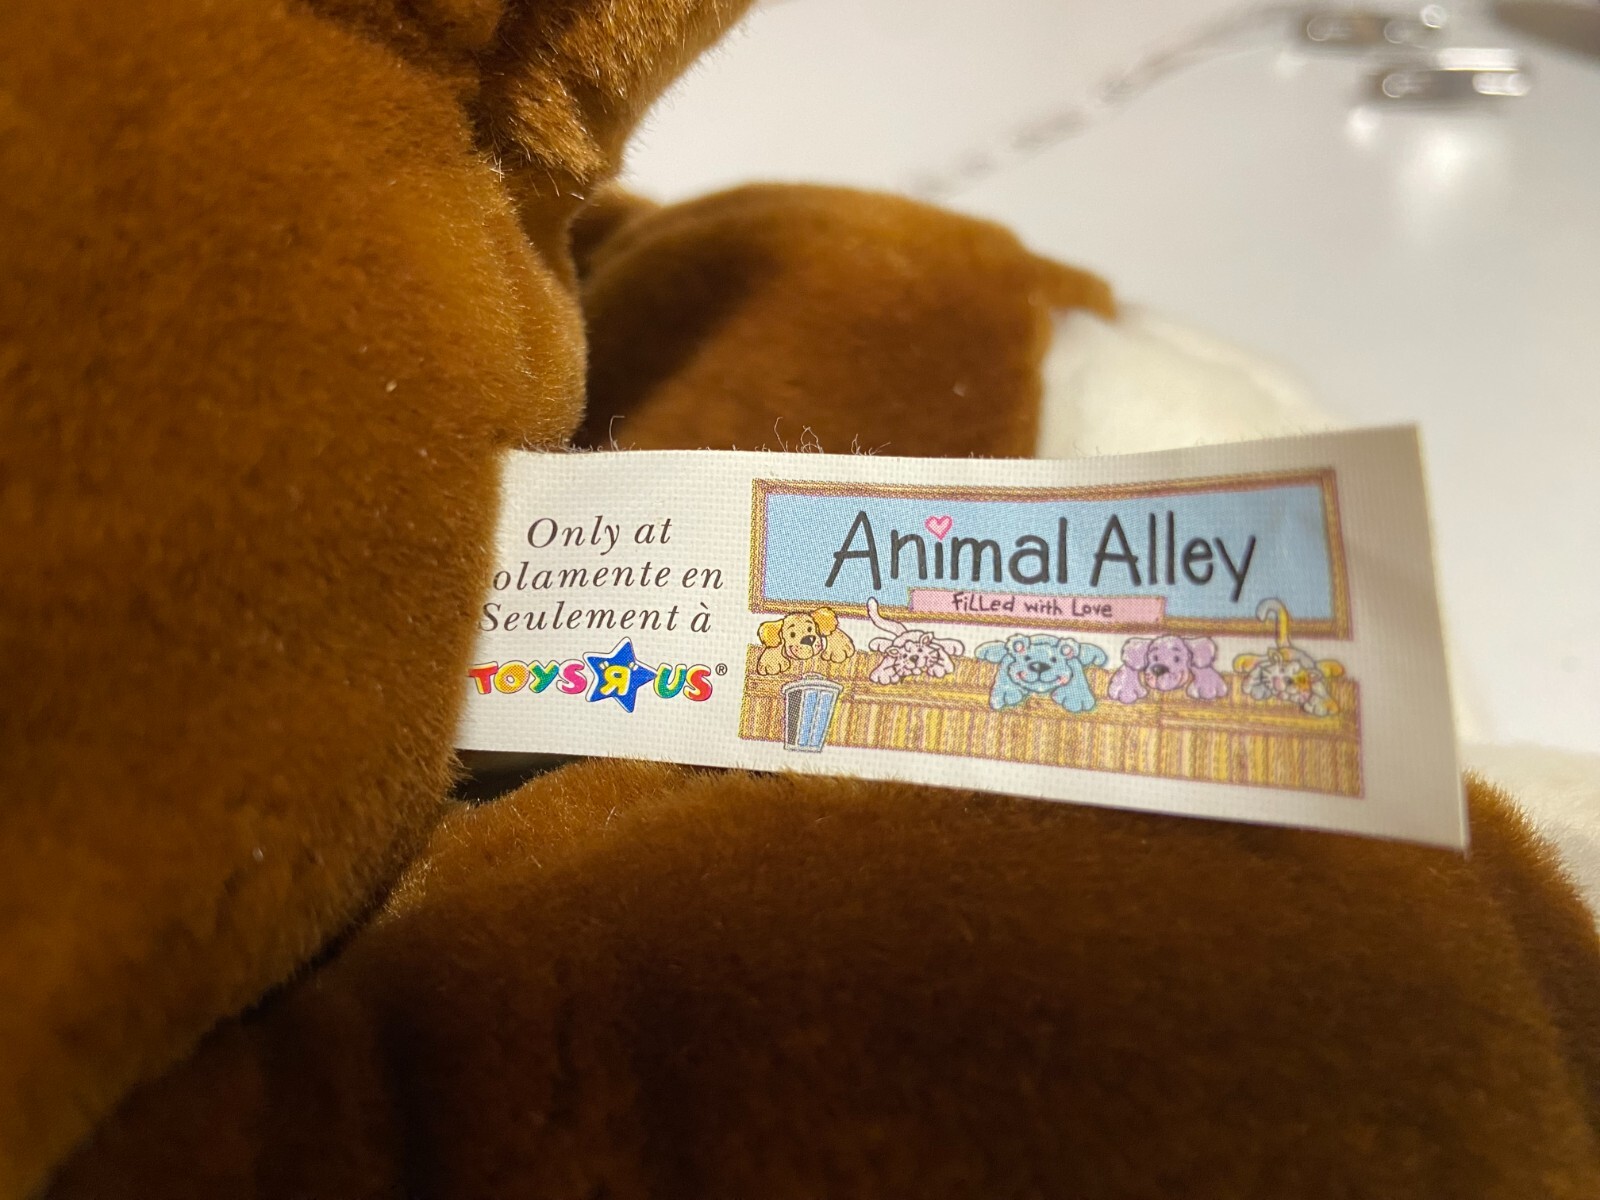 Only at
olamente en
Seulement à
TOYS R US®
Animal Alley
Filled with Love